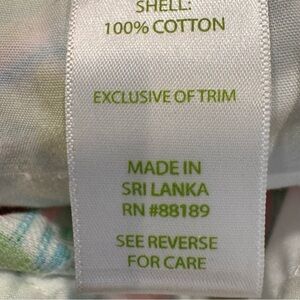 SHELL:
100% COTTON
EXCLUSIVE OF TRIM
MADE IN
SRI LANKA
RN #88189
SEE REVERSE
FOR CARE